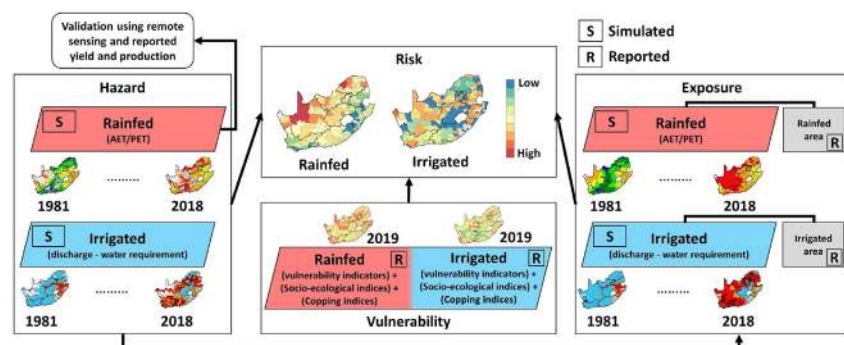 Validation using remote
sensing and reported
yield and production
Hazard
S
Rainfed
(AET/PET)
.........
1981
2018
S
Irrigated
(discharge - water requirement)
.........
1981
2018
Risk
Low
High
Rainfed
Irrigated
2019
2019
Rainfed
R
(vulnerability indicators) +
(Socio-ecological indices) +
(Copping indices)
Irrigated
R
(vulnerability indicators) +
(Socio-ecological indices) +
(Copping indices)
Vulnerability
S Simulated
R Reported
Exposure
S
Rainfed
(AET/PET)
Rainfed
area
R
.........
1981
2018
S
Irrigated
(discharge - water requirement)
Irrigated
area
R
.........
1981
2018